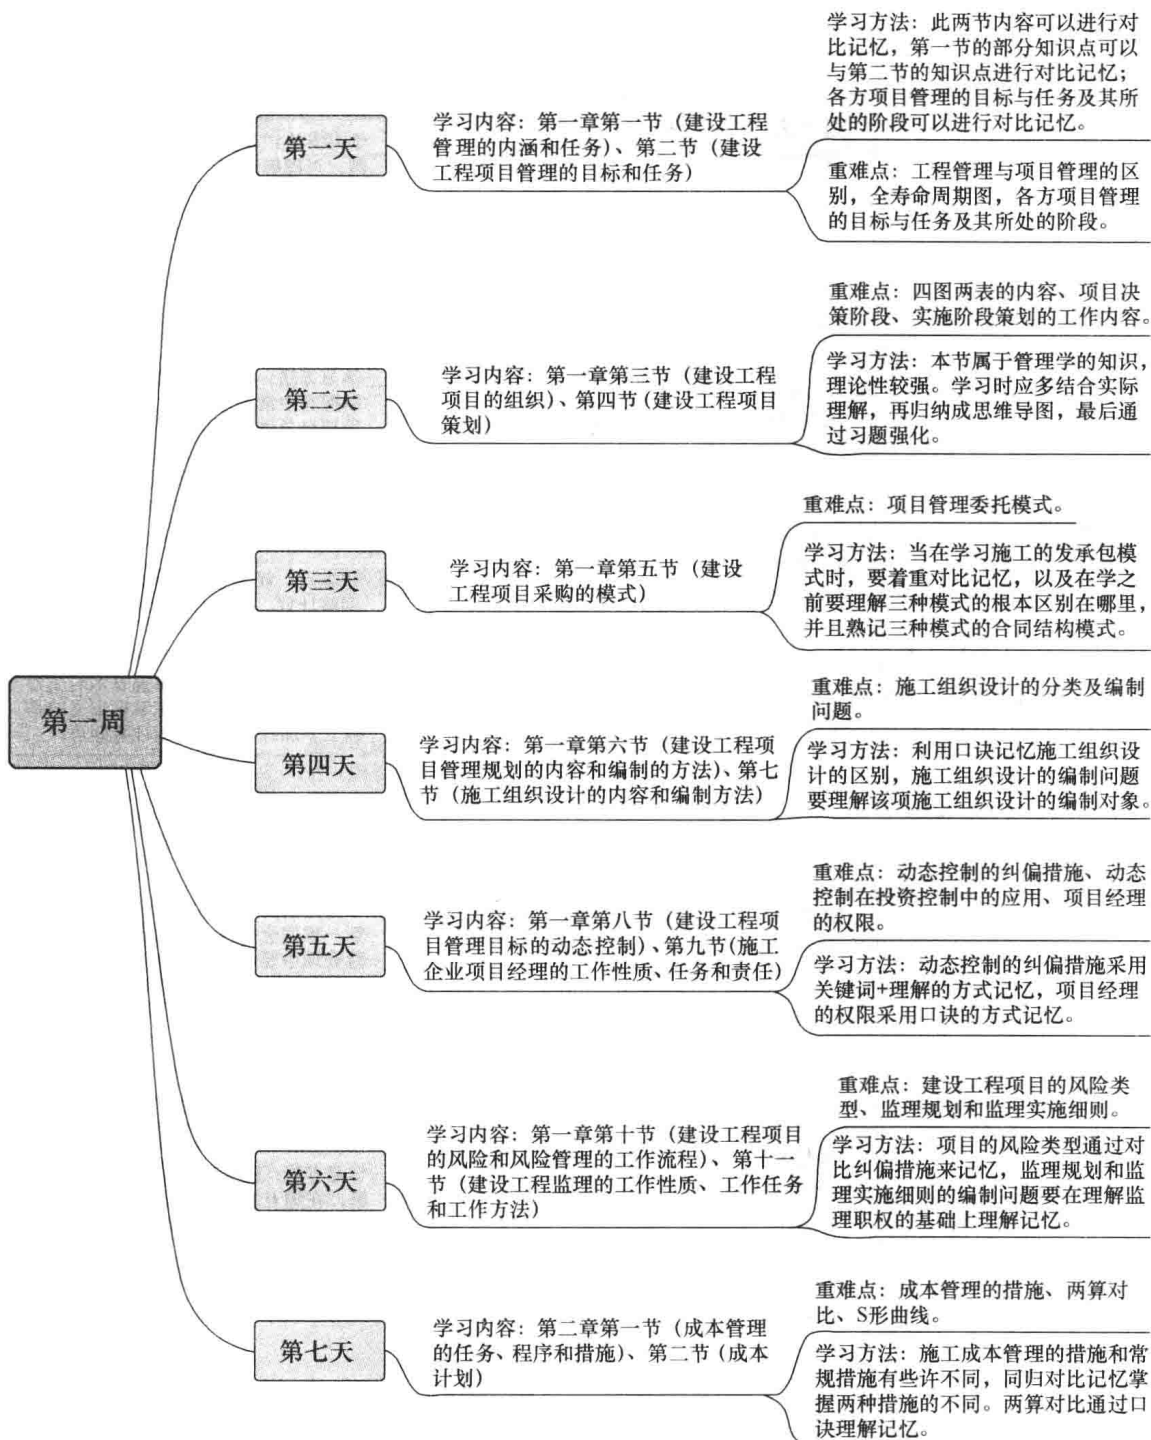 第一周
第一天
学习内容：第一章第一节（建设工程
管理的内涵和任务）、第二节（建设
工程项目管理的目标和任务）
学习方法：此两节内容可以进行对
比记忆，第一节的部分知识点可以
与第二节的知识点进行对比记忆；
各方项目管理的目标与任务及其所
处的阶段可以进行对比记忆。
重难点：工程管理与项目管理的区
别，全寿命周期图，各方项目管理
的目标与任务及其所处的阶段。
第二天
学习内容：第一章第三节（建设工程
项目的组织）、第四节（建设工程项目
策划）
重难点：四图两表的内容、项目决
策阶段、实施阶段策划的工作内容。
学习方法：本节属于管理学的知识，
理论性较强。学习时应多结合实际
理解，再归纳成思维导图，最后通
过习题强化。
第三天
学习内容：第一章第五节（建设
工程项目采购的模式）
重难点：项目管理委托模式。
学习方法：当在学习施工的发承包模
式时，要着重对比记忆，以及在学之
前要理解三种模式的根本区别在哪里，
并且熟记三种模式的合同结构模式。
第四天
学习内容：第一章第六节（建设工程项
目管理规划的内容和编制的方法）、第七
节（施工组织设计的内容和编制方法）
重难点：施工组织设计的分类及编制
问题。
学习方法：利用口诀记忆施工组织设
计的区别，施工组织设计的编制问题
要理解该项施工组织设计的编制对象。
第五天
学习内容：第一章第八节（建设工程项
目管理目标的动态控制）、第九节（施工
企业项目经理的工作性质、任务和责任）
重难点：动态控制的纠偏措施、动态
控制在投资控制中的应用、项目经理
的权限。
学习方法：动态控制的纠偏措施采用
关键词+理解的方式记忆，项目经理
的权限采用口诀的方式记忆。
第六天
学习内容：第一章第十节（建设工程项目
的风险和风险管理的工作流程）、第十一
节（建设工程监理的工作性质、工作任务
和工作方法）
重难点：建设工程项目的风险类
型、监理规划和监理实施细则。
学习方法：项目的风险类型通过对
比纠偏措施来记忆，监理规划和监
理实施细则的编制问题要在理解监
理职权的基础上理解记忆。
第七天
学习内容：第二章第一节（成本管理
的任务、程序和措施）、第二节（成本
计划）
重难点：成本管理的措施、两算对
比、S形曲线。
学习方法：施工成本管理的措施和常
规措施有些许不同，同归对比记忆掌
握两种措施的不同。两算对比通过口
诀理解记忆。